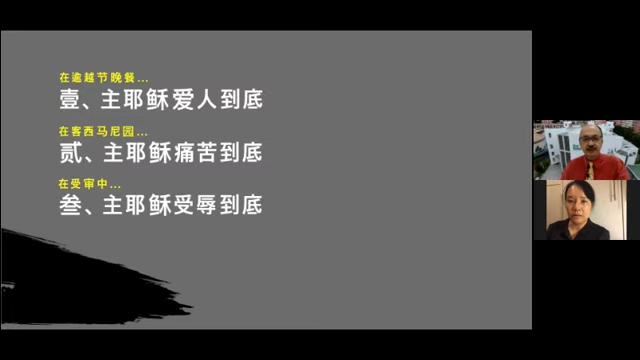 在逾越节晚餐...
壹、主耶稣爱人到底
在客西马尼园...
贰、主耶稣痛苦到底
在受审中...
叁、主耶稣受辱到底